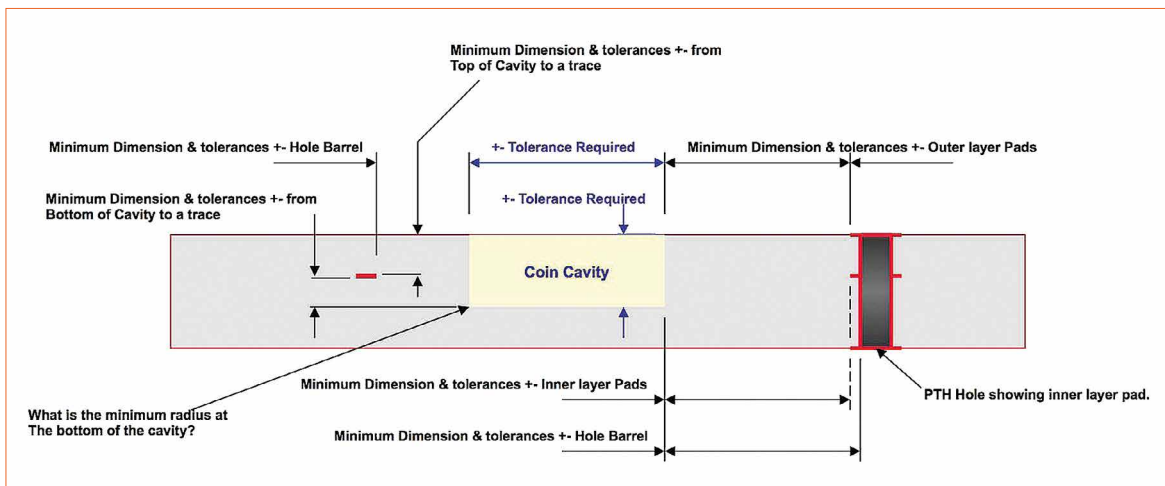 Minimum Dimension & tolerances +- from
Top of Cavity to a trace
Minimum Dimension & tolerances +- Hole Barrel
+- Tolerance Required
Minimum Dimension & tolerances +- Outer layer Pads
Minimum Dimension & tolerances +- from
Bottom of Cavity to a trace
+- Tolerance Required
Coin Cavity
Minimum Dimension & tolerances +- Inner layer Pads
PTH Hole showing inner layer pad.
What is the minimum radius at
The bottom of the cavity?
Minimum Dimension & tolerances +- Hole Barrel